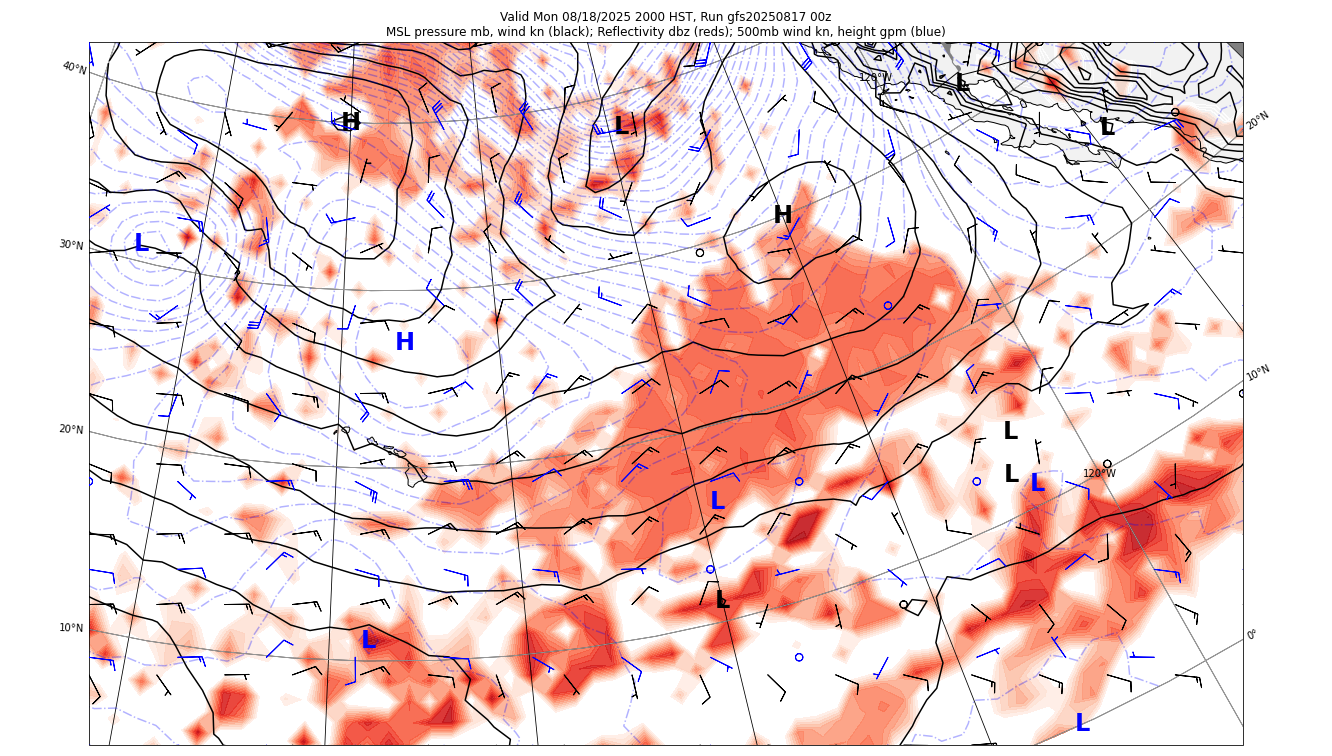 Valid Mon 08/18/2025 2000 HST, Run gfs20250817 00z
MSL pressure mb, wind kn (black); Reflectivity dbz (reds); 500mb wind kn, height gpm (blue)
40°N
120°W
L
20°N
H
L
L
H
30°N
L
H
10°N
20°N
L
L
L
120°W
L
L
10°N
L
0°
L